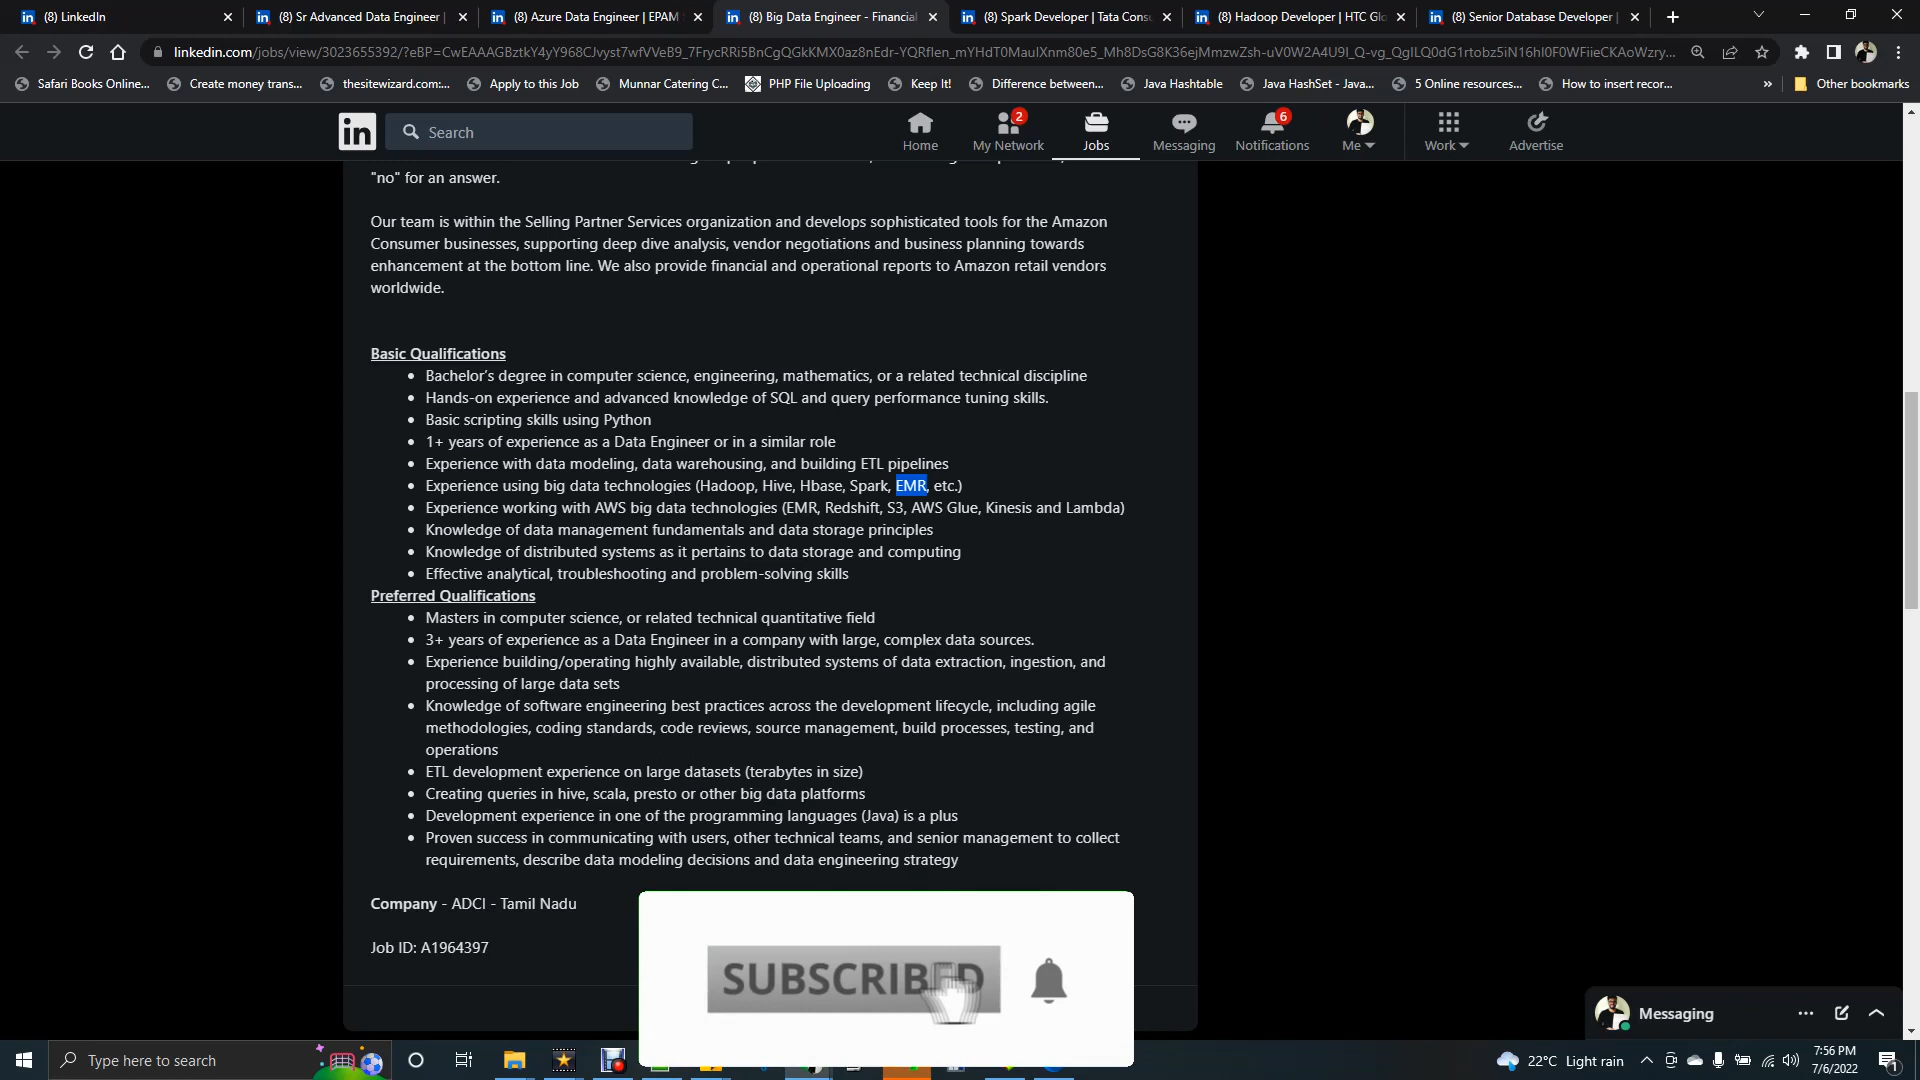 (8) LinkedIn
(8) Sr Advanced Data Engineer |
(8) Azure Data Engineer | EPAM
(8) Big Data Engineer - Financial
(8) Spark Developer | Tata Consu
(8) Hadoop Developer | HTC Glo
(8) Senior Database Developer |
linkedin.com/jobs/view/3023655392/
Safari Books Online...
Create money trans...
thesitewizard.com:...
Apply to this Job
Munnar Catering C...
PHP File Uploading
Keep It!
Difference between...
Java Hashtable
Java HashSet - Java...
5 Online resources...
How to insert recor...
Other bookmarks
in
Search
Home
2
My Network
Jobs
Messaging
6
Notifications
Me
Work
Advertise
"no" for an answer.
Our team is within the Selling Partner Services organization and develops sophisticated tools for the Amazon
Consumer businesses, supporting deep dive analysis, vendor negotiations and business planning towards
enhancement at the bottom line. We also provide financial and operational reports to Amazon retail vendors
worldwide.
Basic Qualifications
• Bachelor's degree in computer science, engineering, mathematics, or a related technical discipline
• Hands-on experience and advanced knowledge of SQL and query performance tuning skills.
• Basic scripting skills using Python
• 1+ years of experience as a Data Engineer or in a similar role
• Experience with data modeling, data warehousing, and building ETL pipelines
• Experience using big data technologies (Hadoop, Hive, Hbase, Spark, EMR, etc.)
• Experience working with AWS big data technologies (EMR, Redshift, S3, AWS Glue, Kinesis and Lambda)
• Knowledge of data management fundamentals and data storage principles
• Knowledge of distributed systems as it pertains to data storage and computing
• Effective analytical, troubleshooting and problem-solving skills
Preferred Qualifications
• Masters in computer science, or related technical quantitative field
• 3+ years of experience as a Data Engineer in a company with large, complex data sources.
• Experience building/operating highly available, distributed systems of data extraction, ingestion, and
processing of large data sets
• Knowledge of software engineering best practices across the development lifecycle, including agile
methodologies, coding standards, code reviews, source management, build processes, testing, and
operations
• ETL development experience on large datasets (terabytes in size)
• Creating queries in hive, scala, presto or other big data platforms
• Development experience in one of the programming languages (Java) is a plus
• Proven success in communicating with users, other technical teams, and senior management to collect
requirements, describe data modeling decisions and data engineering strategy
Company - ADCI - Tamil Nadu
Job ID: A1964397
SUBSCRIBED
Messaging
Type here to search
22°C Light rain
7:56 PM
7/6/2022
1